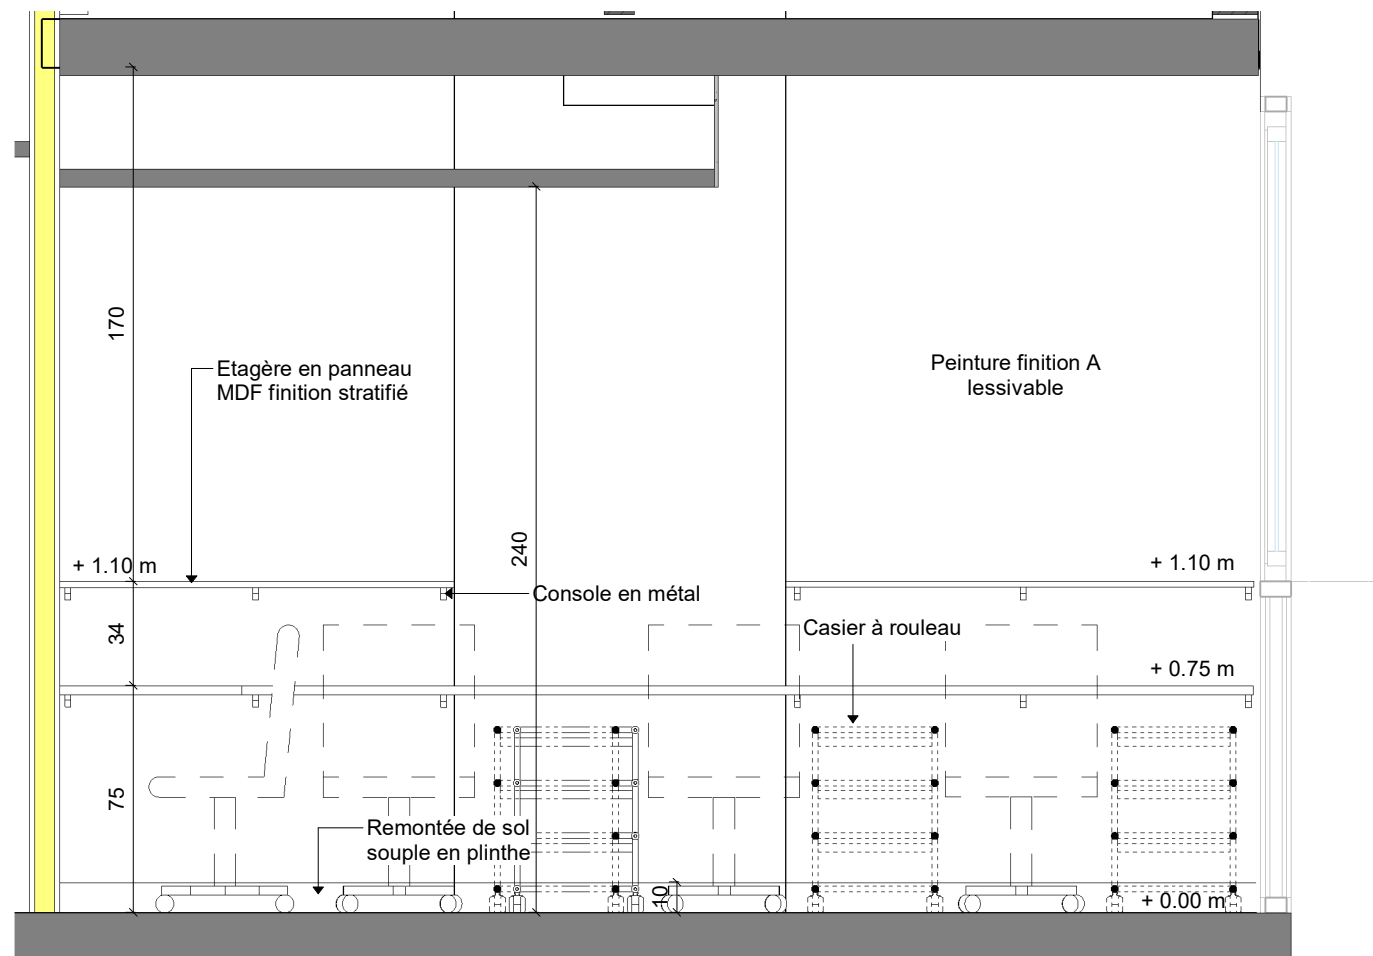 170
Etagère en panneau
MDF finition stratifié
Peinture finition A
lessivable
240
+ 1.10 m
+ 1.10 m
Console en métal
34
Casier à rouleau
+ 0.75 m
75
Remontée de sol
souple en plinthe
10
+ 0.00 m